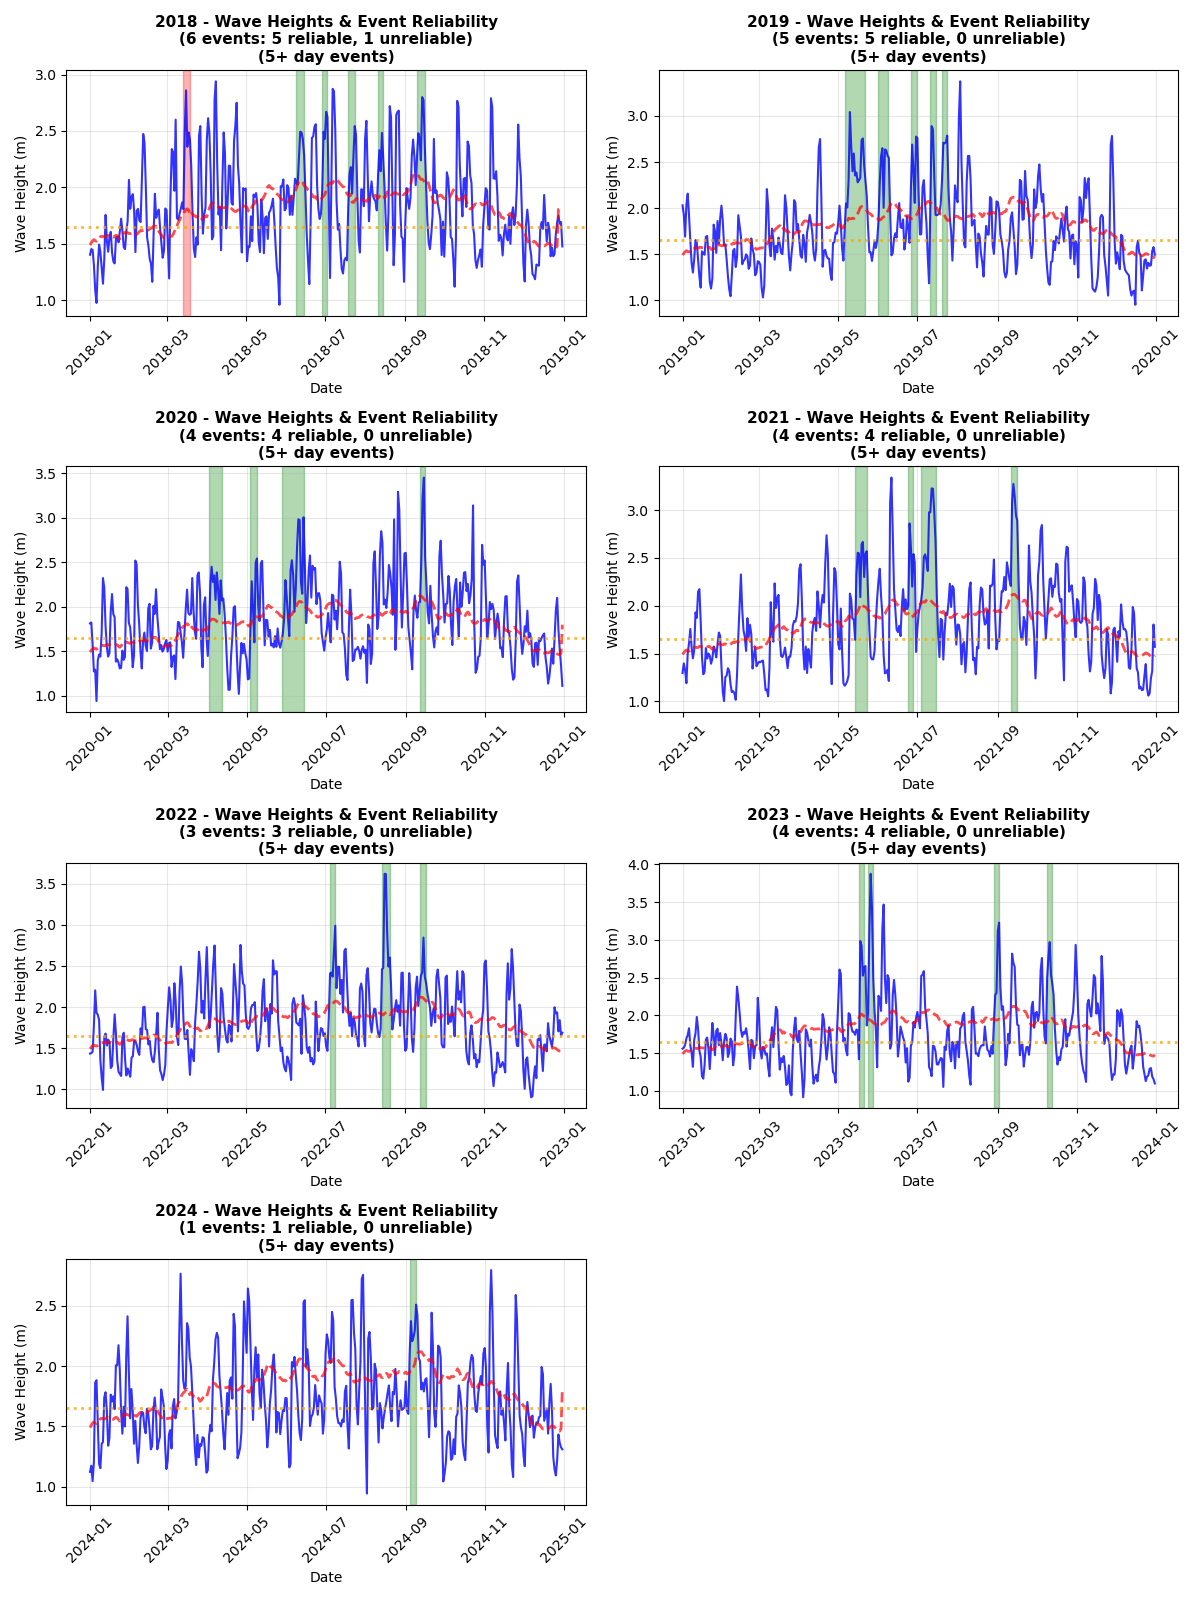 2018 - Wave Heights & Event Reliability
(6 events: 5 reliable, 1 unreliable)
(5+ day events)
Wave Height (m)
3.0
2.5
2.0
1.5
1.0
2018-01
2018-03
2018-05
2018-07
2018-09
2018-11
2019-01
Date
2019 - Wave Heights & Event Reliability
(5 events: 5 reliable, 0 unreliable)
(5+ day events)
Wave Height (m)
3.0
2.5
2.0
1.5
1.0
2019-01
2019-03
2019-05
2019-07
2019-09
2019-11
2020-01
Date
2020 - Wave Heights & Event Reliability
(4 events: 4 reliable, 0 unreliable)
(5+ day events)
Wave Height (m)
3.5
3.0
2.5
2.0
1.5
1.0
2020-01
2020-03
2020-05
2020-07
2020-09
2020-11
2021-01
Date
2021 - Wave Heights & Event Reliability
(4 events: 4 reliable, 0 unreliable)
(5+ day events)
Wave Height (m)
3.0
2.5
2.0
1.5
1.0
2021-01
2021-03
2021-05
2021-07
2021-09
2021-11
2022-01
Date
2022 - Wave Heights & Event Reliability
(3 events: 3 reliable, 0 unreliable)
(5+ day events)
Wave Height (m)
3.5
3.0
2.5
2.0
1.5
1.0
2022-01
2022-03
2022-05
2022-07
2022-09
2022-11
2023-01
Date
2023 - Wave Heights & Event Reliability
(4 events: 4 reliable, 0 unreliable)
(5+ day events)
Wave Height (m)
4.0
3.5
3.0
2.5
2.0
1.5
1.0
2023-01
2023-03
2023-05
2023-07
2023-09
2023-11
2024-01
Date
2024 - Wave Heights & Event Reliability
(1 events: 1 reliable, 0 unreliable)
(5+ day events)
Wave Height (m)
2.5
2.0
1.5
1.0
2024-01
2024-03
2024-05
2024-07
2024-09
2024-11
2025-01
Date